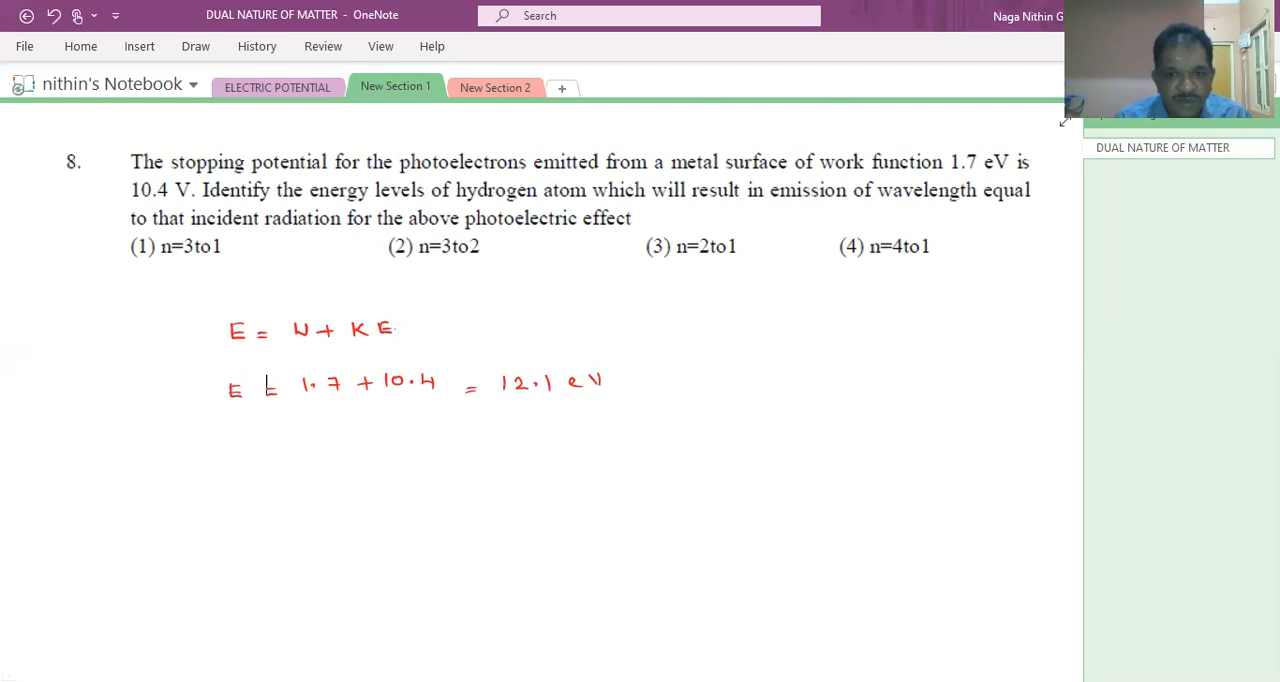 DUAL NATURE OF MATTER - OneNote
Search
Naga Nithin G
File Home Insert Draw History Review View Help
nithin's Notebook ELECTRIC POTENTIAL New Section 1 New Section 2
DUAL NATURE OF MATTER
8. The stopping potential for the photoelectrons emitted from a metal surface of work function 1.7 eV is
10.4 V. Identify the energy levels of hydrogen atom which will result in emission of wavelength equal
to that incident radiation for the above photoelectric effect
(1) n=3to1 (2) n=3to2 (3) n=2to1 (4) n=4to1
E = W + K E
E = 1.7 + 10.4 = 12.1 eV